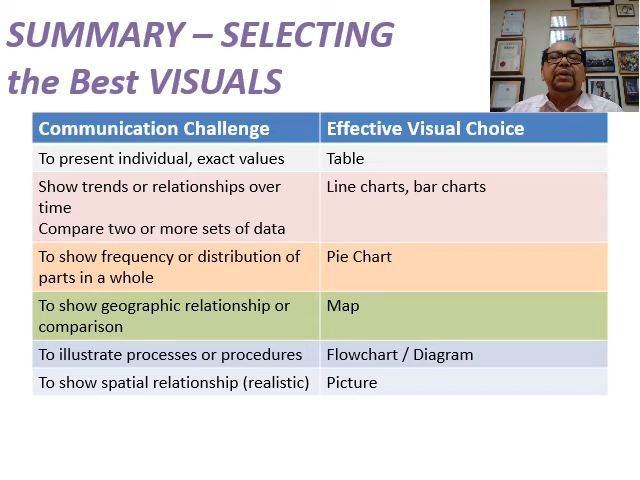 SUMMARY – SELECTING
the Best VISUALS
Communication Challenge Effective Visual Choice
To present individual, exact values Table
Show trends or relationships over Line charts, bar charts
time
Compare two or more sets of data
To show frequency or distribution of Pie Chart
parts in a whole
To show geographic relationship or Map
comparison
To illustrate processes or procedures Flowchart / Diagram
To show spatial relationship (realistic) Picture